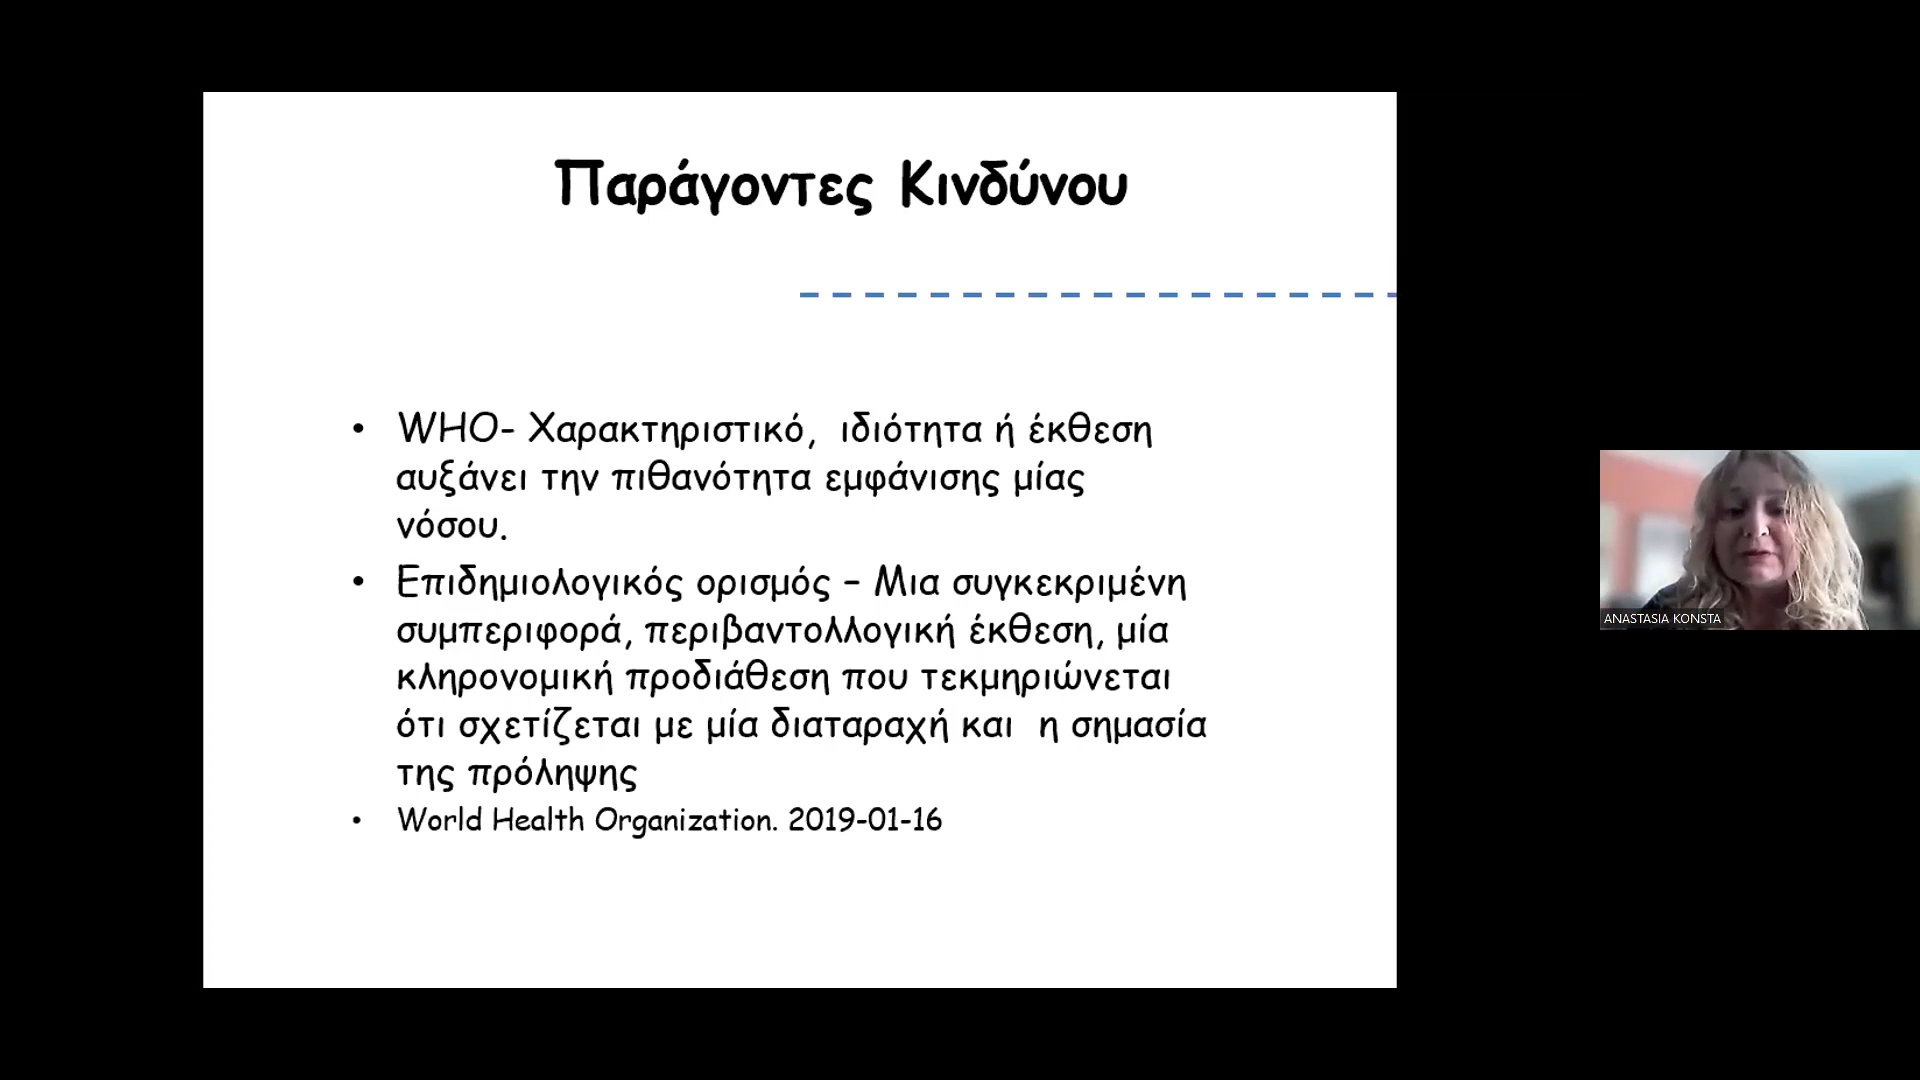 Παράγοντες Κινδύνου
• WHO- Χαρακτηριστικό, ιδιότητα ή έκθεση
αυξάνει την πιθανότητα εμφάνισης μίας
νόσου.
• Επιδημιολογικός ορισμός – Μια συγκεκριμένη
συμπεριφορά, περιβαντολλογική έκθεση, μία
κληρονομική προδιάθεση που τεκμηριώνεται
ότι σχετίζεται με μία διαταραχή και η σημασία
της πρόληψης
• World Health Organization. 2019-01-16
ANASTASIA KONSTA